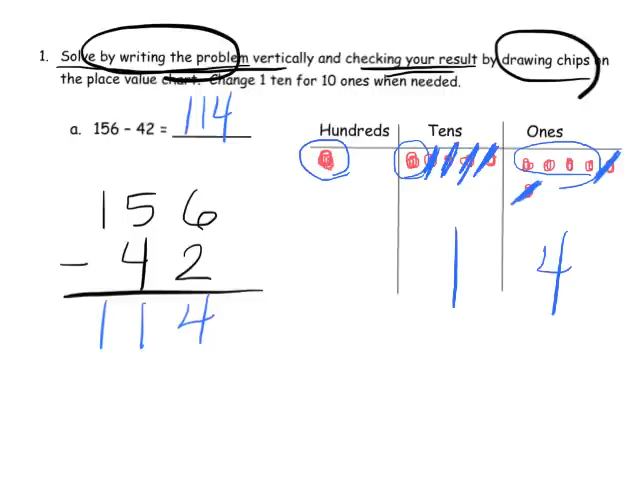 1. Solve by writing the problem vertically and checking your result by drawing chips on
the place value chart. Change 1 ten for 10 ones when needed.
a. 156 - 42 = 114
Hundreds Tens Ones
1 4
156
- 42
114